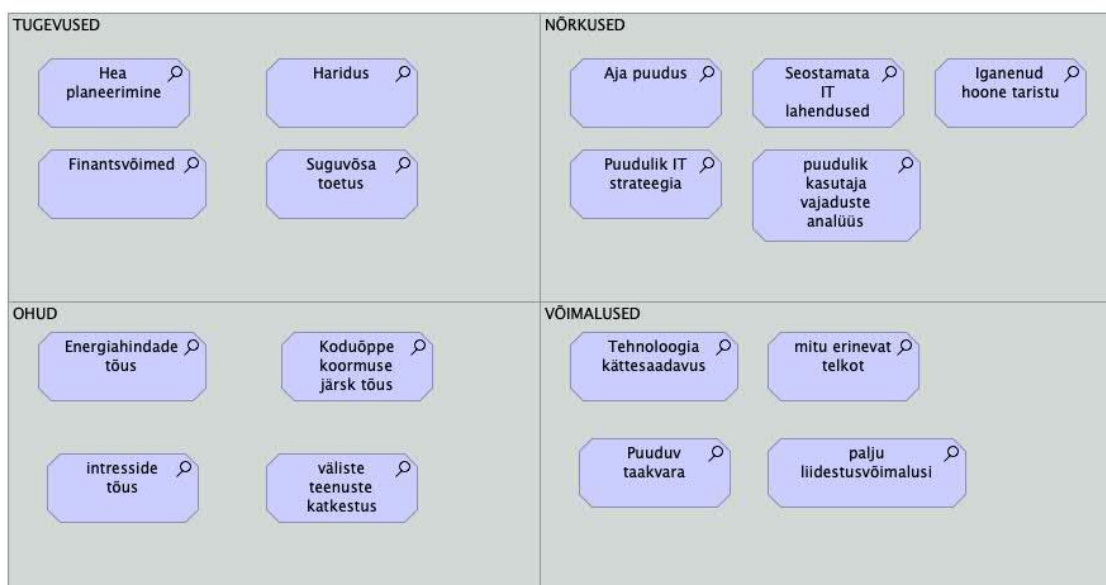 TUGEVUSED
Hea
planeerimine
Haridus
Finantsvõimed
Suguvõsa
toetus
NÕRKUSED
Aja puudus
Seostamata
IT
lahendused
Iganenud
hoone taristu
Puudulik IT
strateegia
puudulik
kasutaja
vajaduste
analüüs
OHUD
Energiahindade
tõus
Koduõppe
koormuse
järsk tõus
intresside
tõus
väliste
teenuste
katkestus
VÕIMALUSED
Tehnoloogia
kättesaadavus
mitu erinevat
telkot
Puuduv
taakvara
palju
liidestusvõimalusi